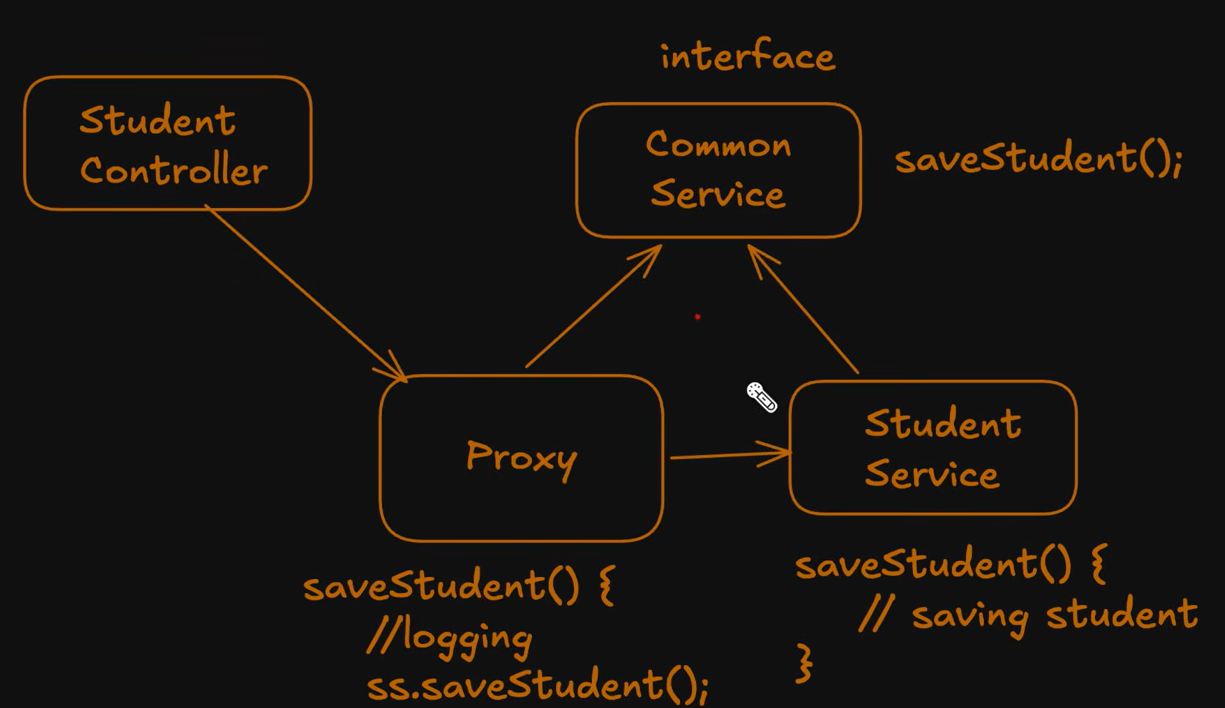 interface
Student
Controller
Common
Service
saveStudent();
Proxy
Student
Service
saveStudent() {
//logging
ss.saveStudent();
saveStudent() {
// saving student
}